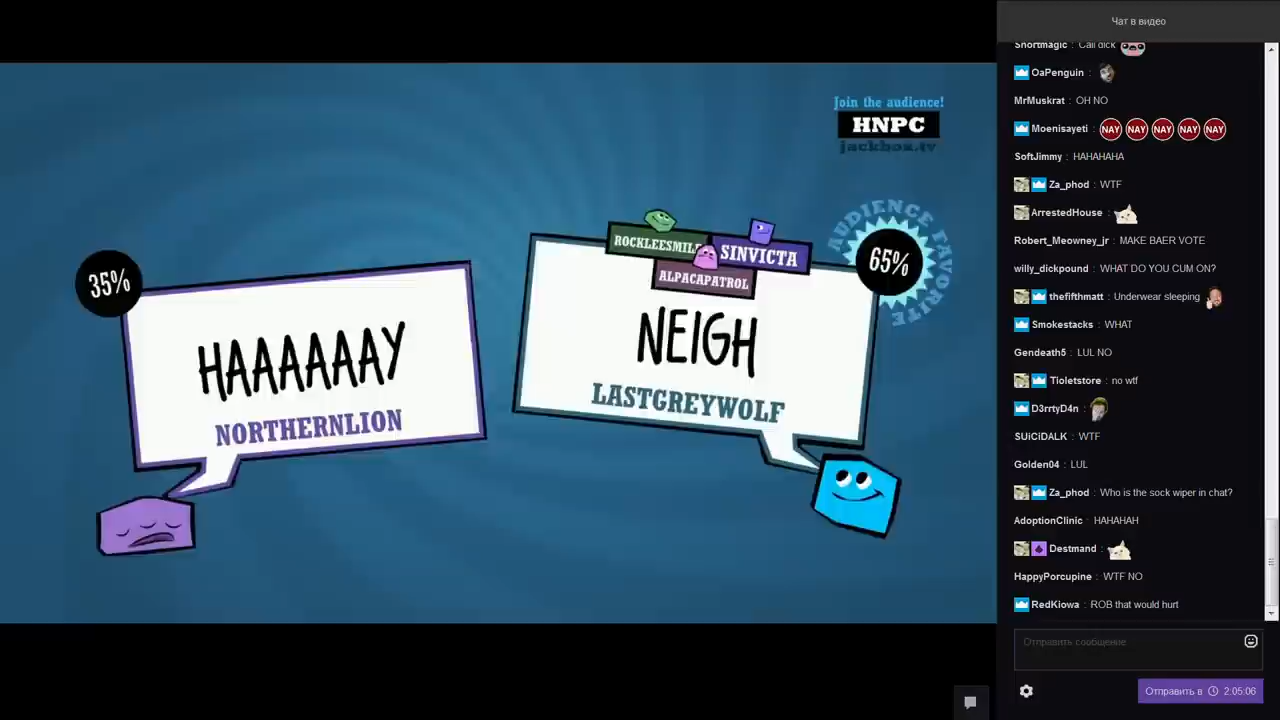 Join the audience!
HNPC
jackbox.tv
AUDIENCE FAVORITE
35%
65%
ROCKLEESMILE
SINVICTA
ALPACAPATROL
HAAAAAAY
NORTHERNLION
NEIGH
LASTGREYWOLF
Чат в видео
Snortmagic : Call dick
OaPenguin :
MrMuskrat : OH NO
Moenisayeti : NAY NAY NAY NAY NAY
SoftJimmy : HAHAHAHA
Za_phod : WTF
ArrestedHouse :
Robert_Meowney_jr : MAKE BAER VOTE
willy_dickpound : WHAT DO YOU CUM ON?
thefifthmatt : Underwear sleeping
Smokestacks : WHAT
Gendeath5 : LUL NO
Tioletstore : no wtf
D3rrtyD4n :
SUiCiDALK : WTF
Golden04 : LUL
Za_phod : Who is the sock wiper in chat?
AdoptionClinic : HAHAHAH
Destmand :
HappyPorcupine : WTF NO
RedKiowa : ROB that would hurt
Отправить сообщение
Отправить в 2:05:06